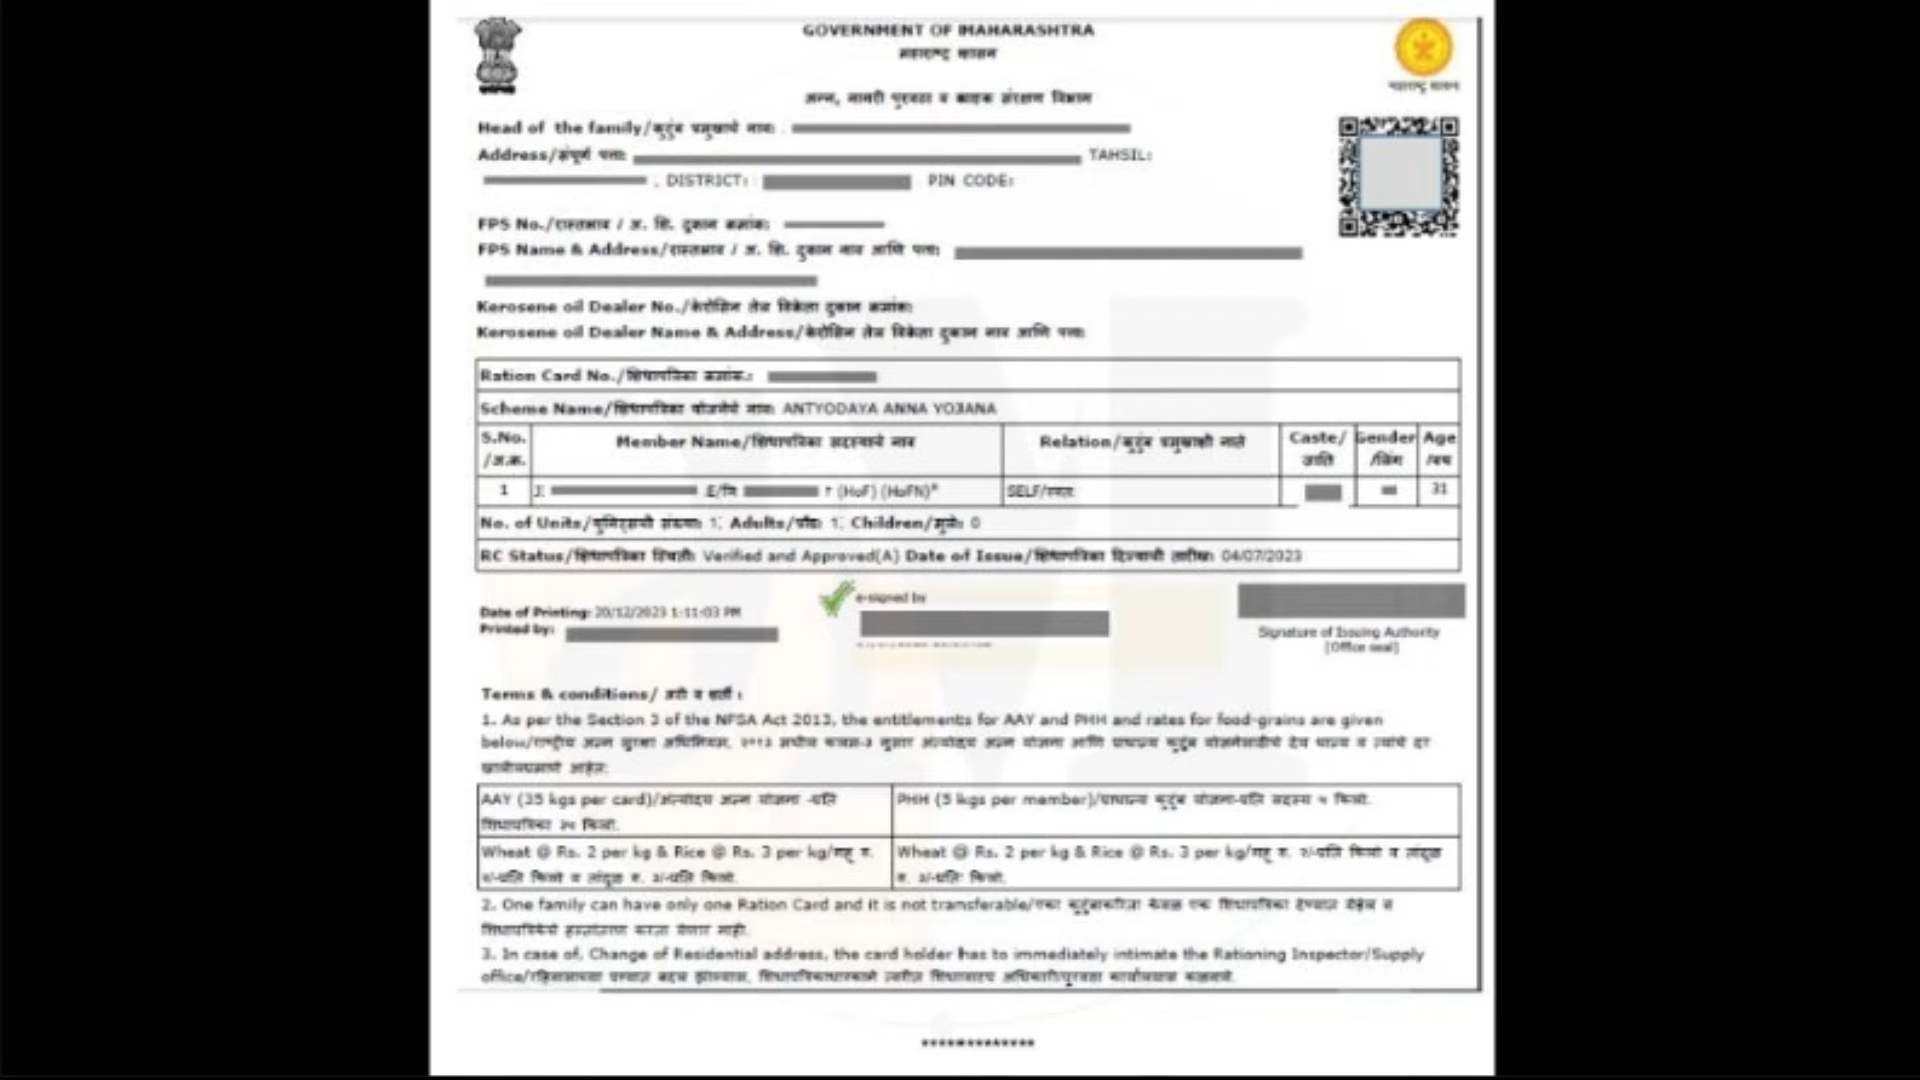 GOVERNMENT OF MAHARASHTRA
महाराष्ट्र शासन
महाराष्ट्र शासन
अन्न, नागरी पुरवठा व ग्राहक संरक्षण विभाग
Head of the family/कुटुंब प्रमुखाचे नाव:
Address/संपूर्ण पत्ता: TAHSIL:
, DISTRICT: PIN CODE:
FPS No./रास्तभाव / अ. शि. दुकान क्रमांक:
FPS Name & Address/रास्तभाव / अ. शि. दुकान नाव आणि पत्ता:
Kerosene oil Dealer No./केरोसिन तेल विक्रेता दुकान क्रमांक:
Kerosene oil Dealer Name & Address/केरोसिन तेल विक्रेता दुकान नाव आणि पत्ता:
Ration Card No./शिधापत्रिका क्रमांक.:
Scheme Name/शिधापत्रिका योजनेचे नाव: ANTYODAYA ANNA YOJANA
S.No. /अ.क्र. Member Name/शिधापत्रिका सदस्याचे नाव Relation/कुटुंब प्रमुखाशी नाते Caste/ जाति Gender /लिंग Age /वय
1 (HoF) (HoFN) SELF/स्वतः 31
No. of Units/युनिट्सची संख्या: 1, Adults/प्रौढ: 1, Children/मुले: 0
RC Status/शिधापत्रिका स्थिती: Verified and Approved(A) Date of Issue/शिधापत्रिका दिल्याची तारीख: 04/07/2023
Date of Printing: 20/12/2023 1:11:03 PM
Printed by:
e-signed by
Signature of Issuing Authority
[Office seal]
Terms & conditions/ अटी व शर्ती :
1. As per the Section 3 of the NFSA Act 2013, the entitlements for AAY and PHH and rates for food-grains are given
below/राष्ट्रीय अन्न सुरक्षा अधिनियम, २०१३ मधील कलम-३ नुसार अंत्योदय अन्न योजना आणि प्राधान्य कुटुंब योजनेसाठीचे देय धान्य व त्यांचे दर
खालीलप्रमाणे आहेत:
AAY (35 kgs per card)/अंत्योदय अन्न योजना -प्रति
शिधापत्रिका ३५ किलो.
PHH (5 kgs per member)/प्राधान्य कुटुंब योजना-प्रति सदस्य ५ किलो.
Wheat @ Rs. 2 per kg & Rice @ Rs. 3 per kg/गहू रु.
२/-प्रति किलो व तांदूळ रु. ३/-प्रति किलो.
Wheat @ Rs. 2 per kg & Rice @ Rs. 3 per kg/गहू रु. २/-प्रति किलो व तांदूळ
रु. ३/-प्रति किलो.
2. One family can have only one Ration Card and it is not transferable/एका कुटुंबाकरिता केवळ एक शिधापत्रिका देण्यात येईल व
शिधापत्रिकेचे हस्तांतरण करता येणार नाही.
3. In case of, Change of Residential address, the card holder has to immediately intimate the Rationing Inspector/Supply
office/रहिवासाच्या पत्त्यात बदल झाल्यास, शिधापत्रिकाधारकाने त्वरित शिधावाटप अधिकारी/पुरवठा कार्यालयास कळवावे.
*************